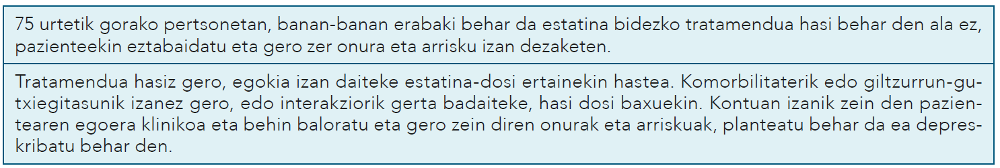 75 urtetik gorako pertsonetan, banan-banan erabaki behar da estatina bidezko tratamendua hasi behar den ala ez,
pazienteekin eztabaidatu eta gero zer onura eta arrisku izan dezaketen.
Tratamendua hasiz gero, egokia izan daiteke estatina-dosi ertainekin hastea. Komorbilitaterik edo giltzurrun-gu-
txiegitasunik izanez gero, edo interakziorik gerta badaiteke, hasi dosi baxuekin. Kontuan izanik zein den pazien-
tearen egoera klinikoa eta behin baloratu eta gero zein diren onurak eta arriskuak, planteatu behar da ea depres-
kribatu behar den.